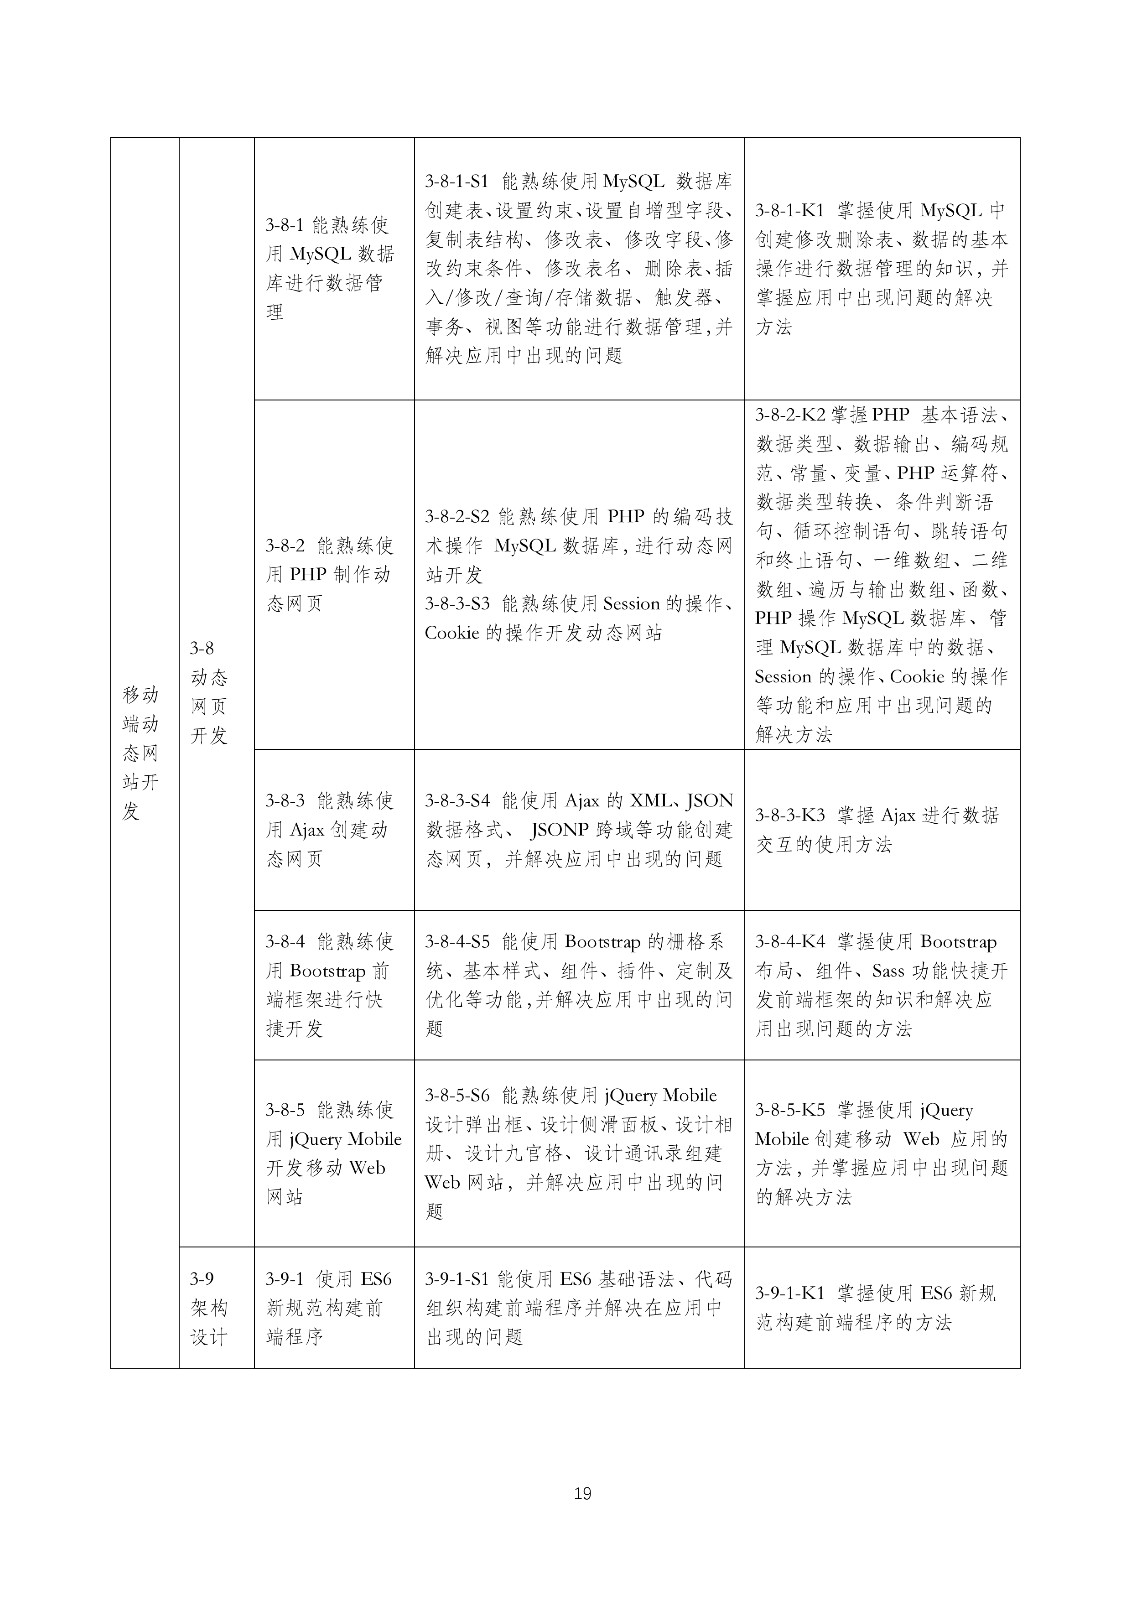 移动
端动
态网
站开
发
3-8
动态
网页
开发
3-8-1 能熟练使
用 MySQL 数据
库进行数据管
理
3-8-1-S1 能熟练使用 MySQL 数据库
创建表、设置约束、设置自增型字段、
复制表结构、修改表、修改字段、修
改约束条件、修改表名、删除表、插
入/修改/查询/存储数据、触发器、
事务、视图等功能进行数据管理,并
解决应用中出现的问题
3-8-1-K1 掌握使用 MySQL 中
创建修改删除表、数据的基本
操作进行数据管理的知识,并
掌握应用中出现问题的解决
方法
3-8-2 能熟练使
用 PHP 制作动
态网页
3-8-2-S2 能熟练使用 PHP 的编码技
术操作 MySQL 数据库,进行动态网
站开发
3-8-3-S3 能熟练使用 Session 的操作、
Cookie 的操作开发动态网站
3-8-2-K2 掌握 PHP 基本语法、
数据类型、数据输出、编码规
范、常量、变量、PHP 运算符、
数据类型转换、条件判断语
句、循环控制语句、跳转语句
和终止语句、一维数组、二维
数组、遍历与输出数组、函数、
PHP 操作 MySQL 数据库、管
理 MySQL 数据库中的数据、
Session 的操作、Cookie 的操作
等功能和应用中出现问题的
解决方法
3-8-3 能熟练使
用 Ajax 创建动
态网页
3-8-3-S4 能使用 Ajax 的 XML、JSON
数据格式、JSONP 跨域等功能创建
态网页,并解决应用中出现的问题
3-8-3-K3 掌握 Ajax 进行数据
交互的使用方法
3-8-4 能熟练使
用 Bootstrap 前
端框架进行快
捷开发
3-8-4-S5 能使用 Bootstrap 的栅格系
统、基本样式、组件、插件、定制及
优化等功能,并解决应用中出现的问
题
3-8-4-K4 掌握使用 Bootstrap
布局、组件、Sass 功能快捷开
发前端框架的知识和解决应
用出现问题的方法
3-8-5 能熟练使
用 jQuery Mobile
开发移动 Web
网站
3-8-5-S6 能熟练使用 jQuery Mobile
设计弹出框、设计侧滑面板、设计相
册、设计九宫格、设计通讯录组建
Web 网站,并解决应用中出现的问
题
3-8-5-K5 掌握使用 jQuery
Mobile 创建移动 Web 应用的
方法,并掌握应用中出现问题
的解决方法
3-9
架构
设计
3-9-1 使用 ES6
新规范构建前
端程序
3-9-1-S1 能使用 ES6 基础语法、代码
组织构建前端程序并解决在应用中
出现的问题
3-9-1-K1 掌握使用 ES6 新规
范构建前端程序的方法
19